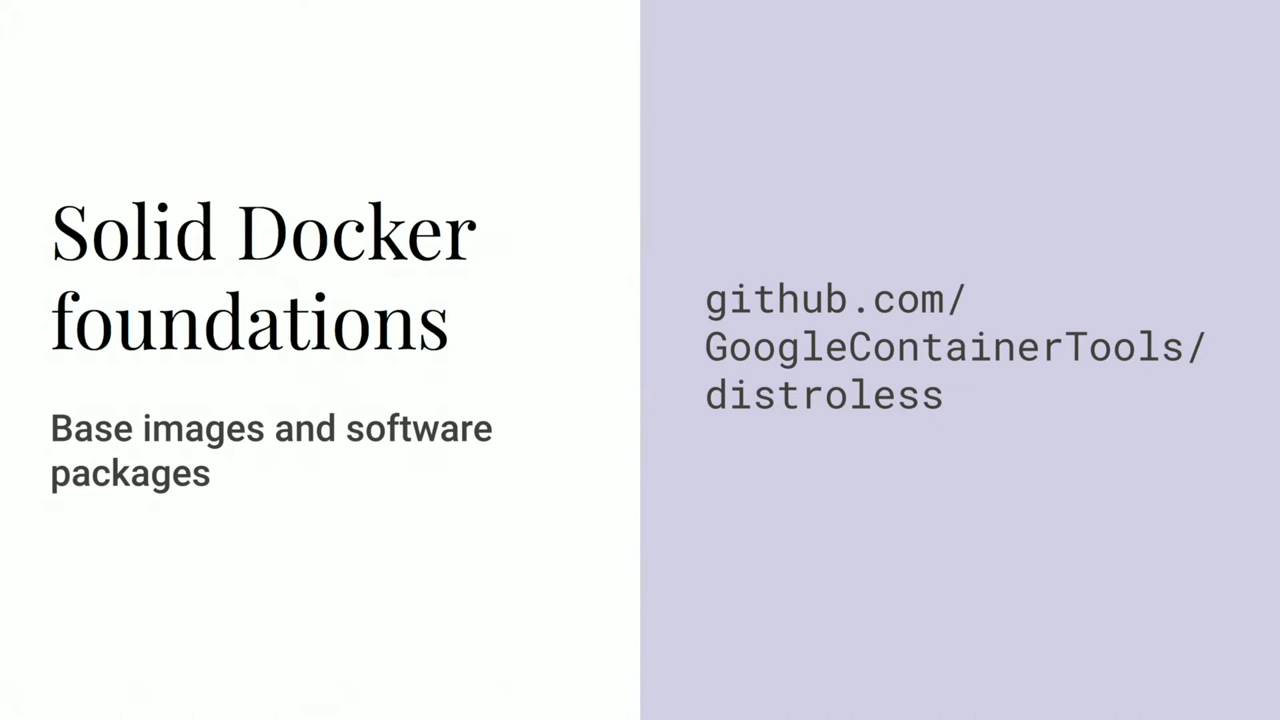 Solid Docker
foundations
Base images and software
packages
github.com/
GoogleContainerTools/
distroless